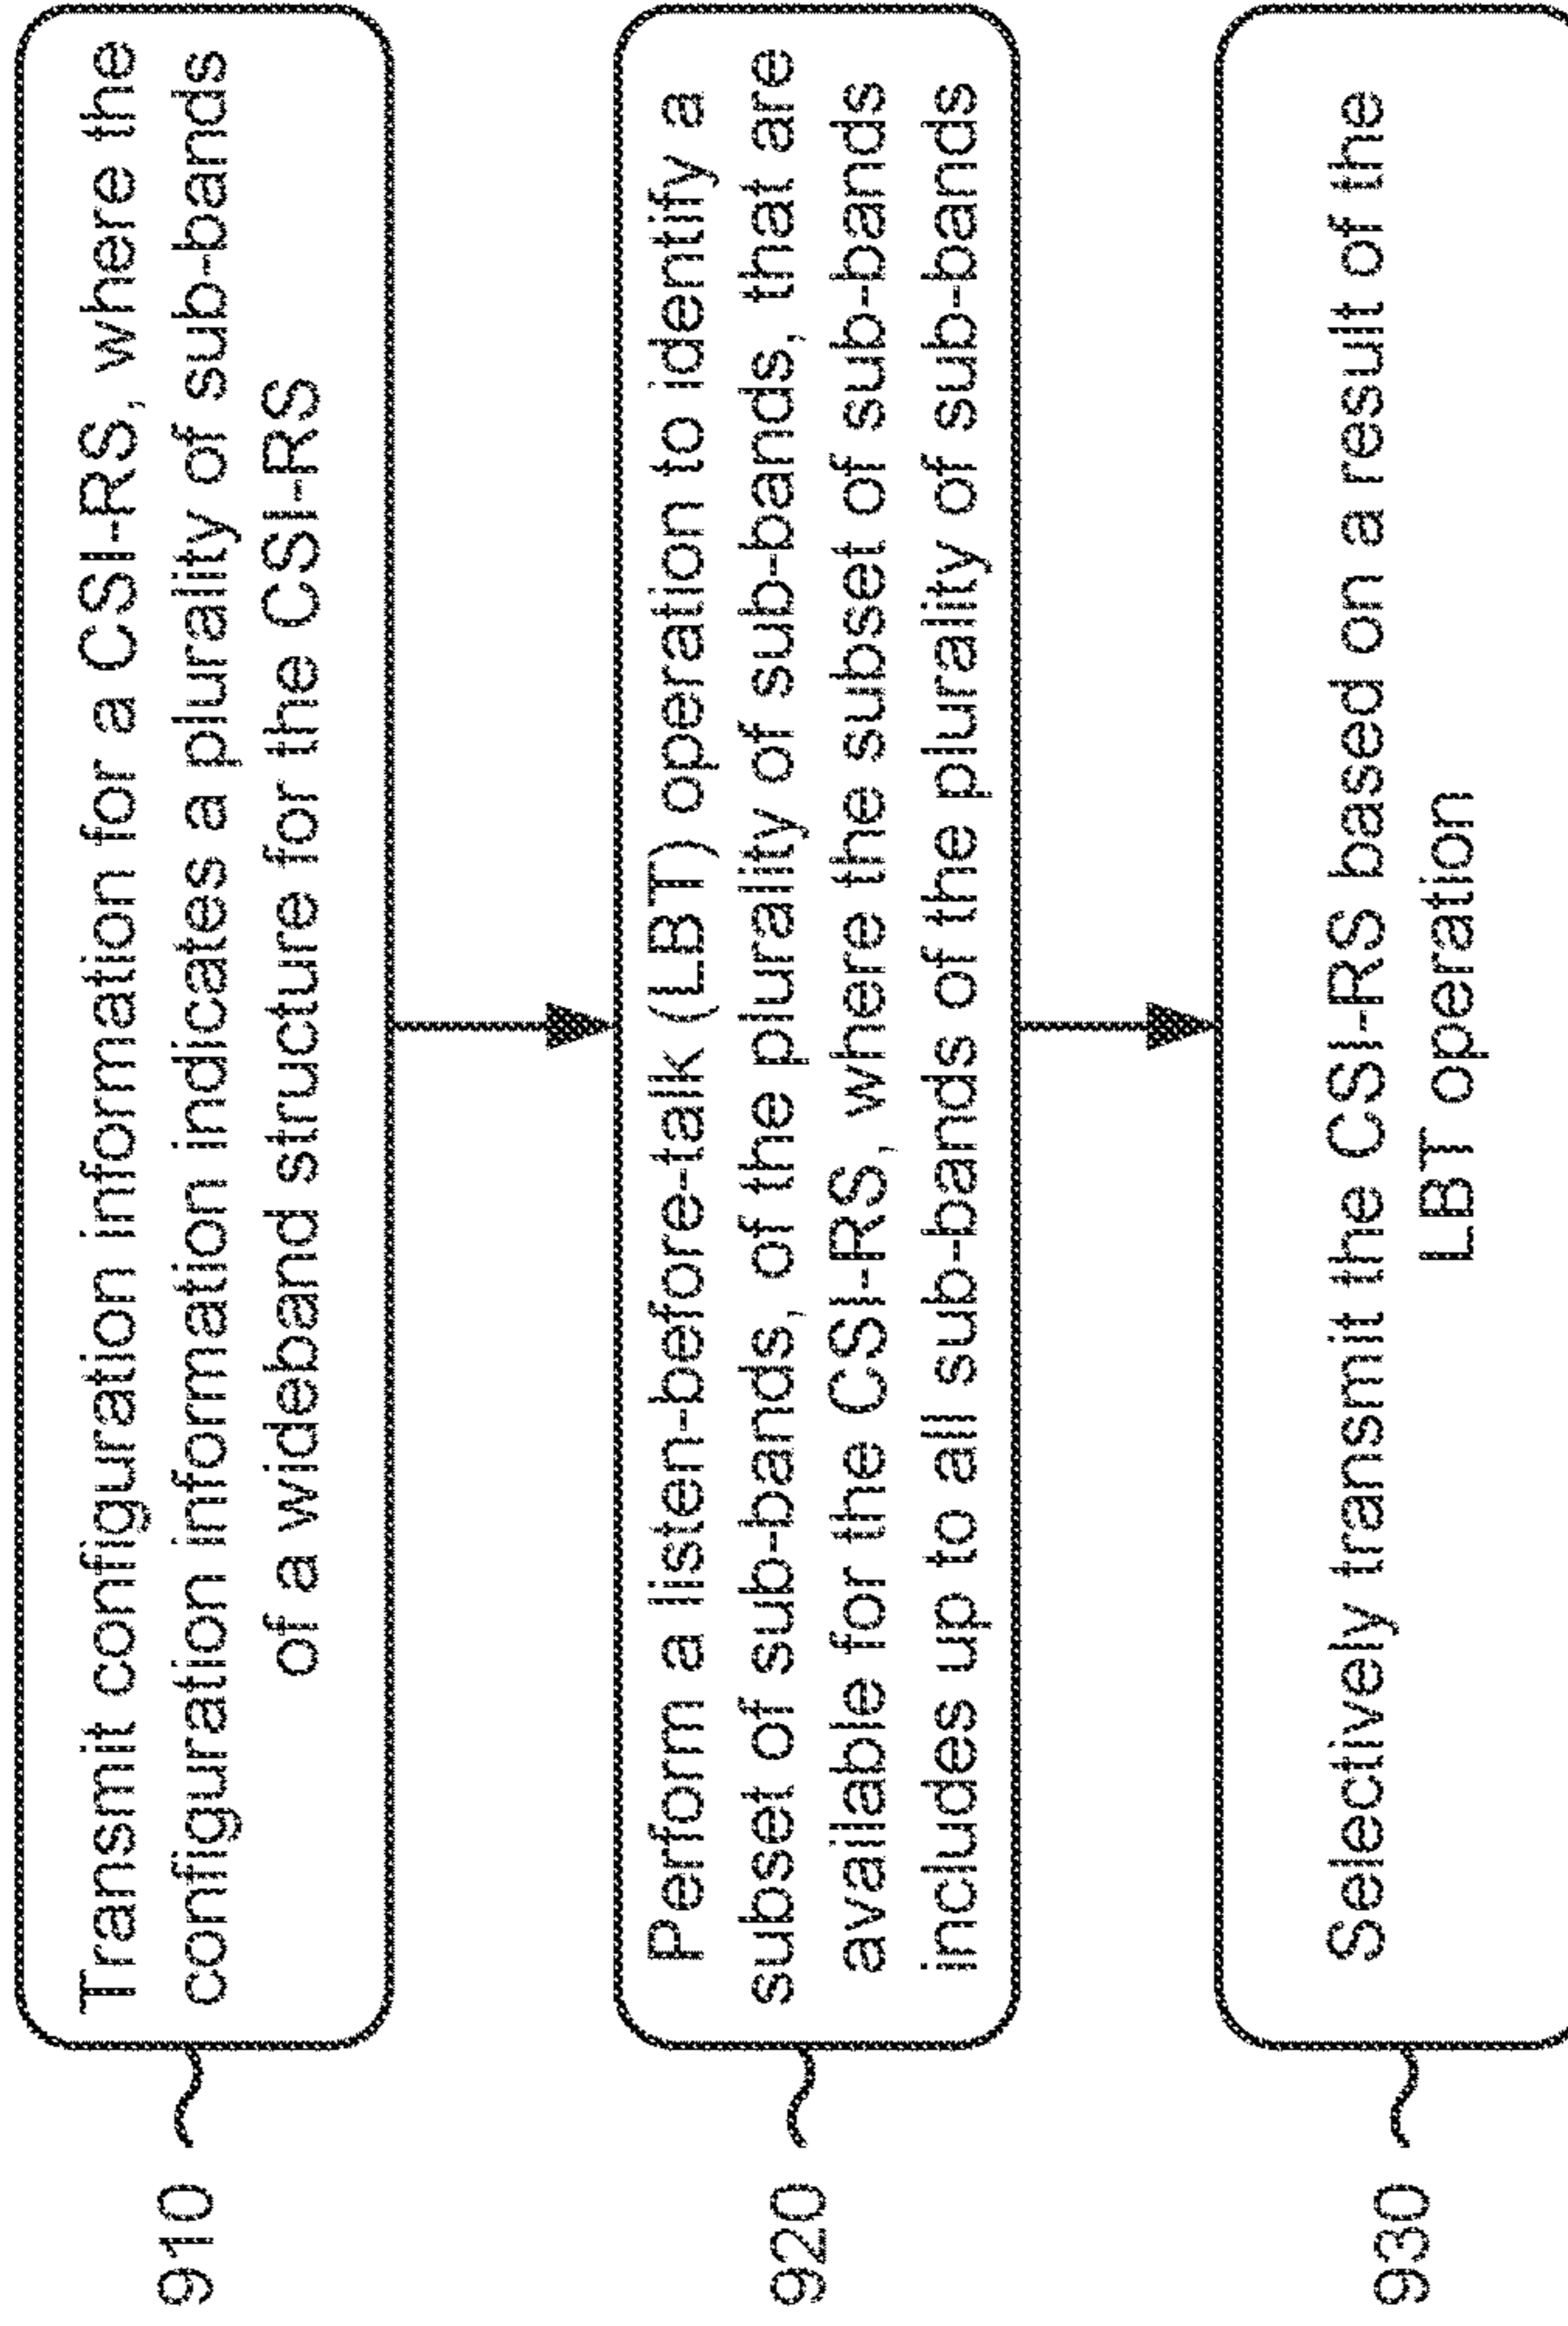 910
Transmit configuration information for a CSI-RS, where the
configuration information indicates a plurality of sub-bands
of a wideband structure for the CSI-RS
920
Perform a listen-before-talk (LBT) operation to identify a
subset of sub-bands, of the plurality of sub-bands, that are
available for the CSI-RS, where the subset of sub-bands
includes up to all sub-bands of the plurality of sub-bands
930
Selectively transmit the CSI-RS based on a result of the
LBT operation